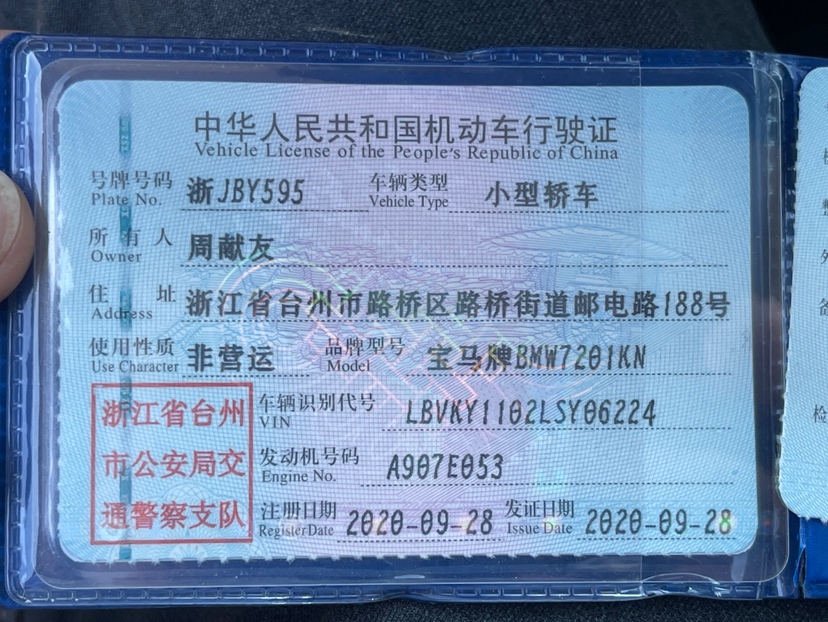 中华人民共和国机动车行驶证
Vehicle License of the People's Republic of China
号牌号码 浙JBY595 车辆类型 小型轿车
Plate No. Vehicle Type
所有人 周献友
Owner
住址 浙江省台州市路桥区路桥街道邮电路188号
Address
使用性质 非营运 品牌型号 宝马牌BMW7201KN
Use Character Model
浙江省台州 车辆识别代号 LBVKY1102LSY06224
VIN
市公安局交 发动机号码 A907E053
Engine No.
通警察支队 注册日期 2020-09-28 发证日期 2020-09-28
Register Date Issue Date